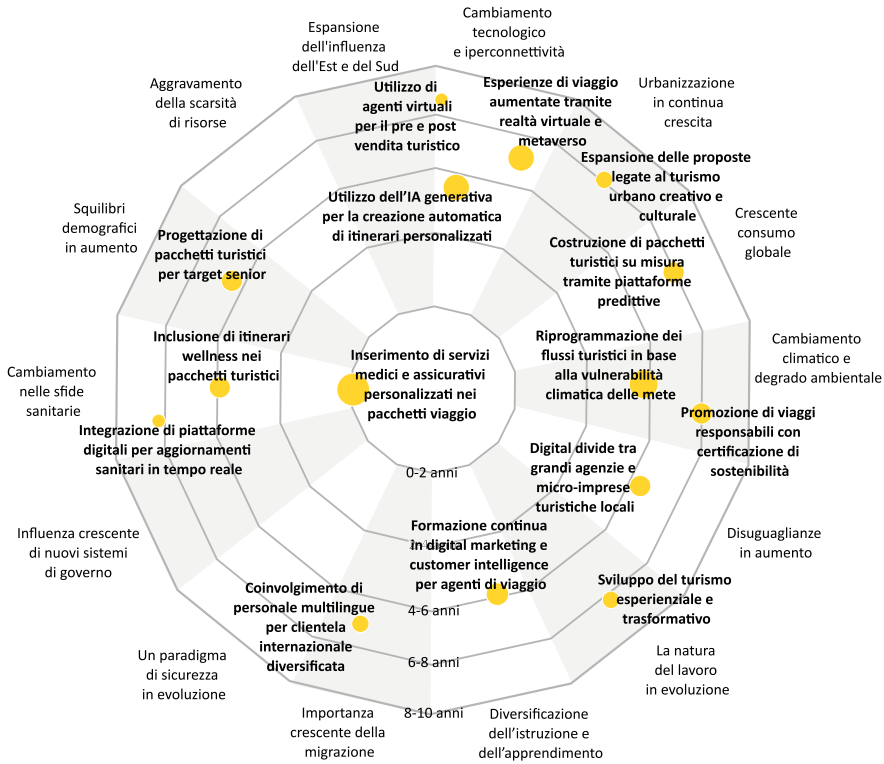 Cambiamento
tecnologico
e iperconnettività
Espansione
dell'influenza
dell'Est e del Sud
Aggravamento
della scarsità
di risorse
Urbanizzazione
in continua
crescita
Utilizzo di
agenti virtuali
per il pre e post
vendita turistico
Esperienze di viaggio
aumentate tramite
realtà virtuale e
metaverso
Espansione delle proposte
legate al turismo
urbano creativo e
culturale
Squilibri
demografici
in aumento
Crescente
consumo
globale
Utilizzo dell'IA generativa
per la creazione automatica
di itinerari personalizzati
Progettazione di
pacchetti turistici
per target senior
Costruzione di pacchetti
turistici su misura
tramite piattaforme
predittive
Inclusione di itinerari
wellness nei
pacchetti turistici
Inserimento di servizi
medici e assicurativi
personalizzati nei
pacchetti viaggio
Riprogrammazione dei
flussi turistici in base
alla vulnerabilità
climatica delle mete
Cambiamento
climatico e
degrado ambientale
Cambiamento
nelle sfide
sanitarie
Integrazione di piattaforme
digitali per aggiornamenti
sanitari in tempo reale
Promozione di viaggi
responsabili con
certificazione di
sostenibilità
0-2 anni
Digital divide tra
grandi agenzie e
micro-imprese
turistiche locali
Influenza crescente
di nuovi sistemi
di governo
Formazione continua
in digital marketing e
customer intelligence
per agenti di viaggio
Disuguaglianze
in aumento
Coinvolgimento di
personale multilingue
per clientela
internazionale
diversificata
4-6 anni
Sviluppo del turismo
esperienziale e
trasformativo
6-8 anni
Un paradigma
di sicurezza
in evoluzione
La natura
del lavoro
in evoluzione
8-10 anni
Importanza
crescente della
migrazione
Diversificazione
dell'istruzione e
dell'apprendimento